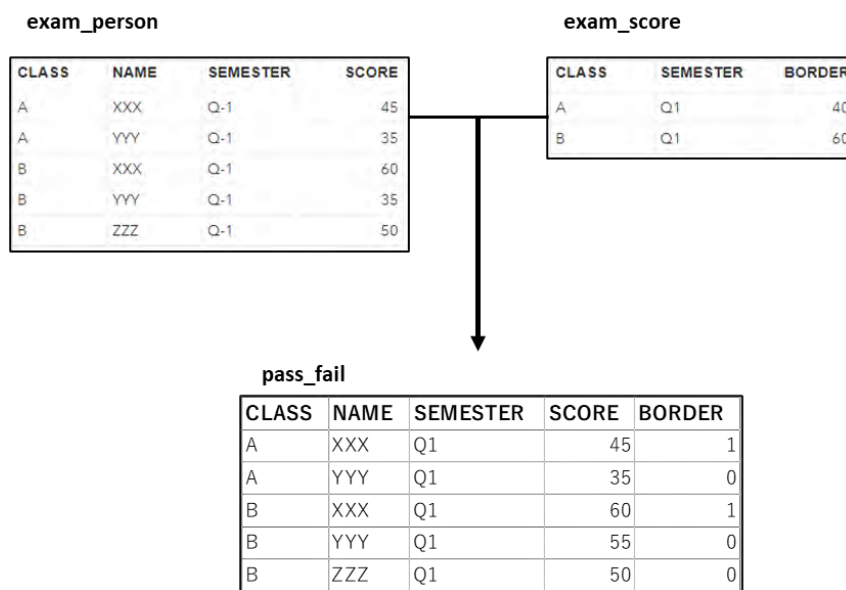 exam_person
exam_score
CLASS NAME SEMESTER SCORE
A XXX Q-1 45
A YYY Q-1 35
B XXX Q-1 60
B YYY Q-1 35
B ZZZ Q-1 50
CLASS SEMESTER BORDER
A Q1 40
B Q1 60
pass_fail
CLASS NAME SEMESTER SCORE BORDER
A XXX Q1 45 1
A YYY Q1 35 0
B XXX Q1 60 1
B YYY Q1 55 0
B ZZZ Q1 50 0